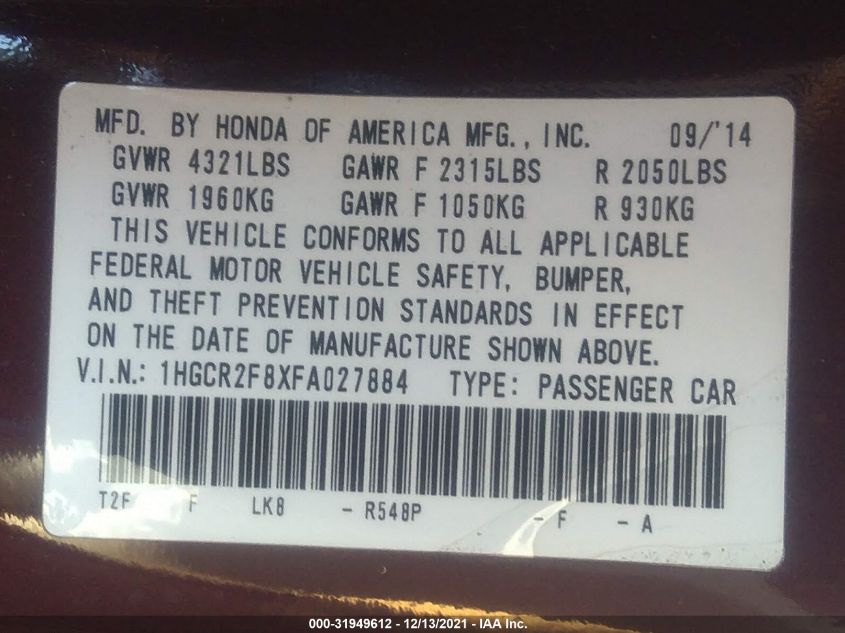 MFD. BY HONDA OF AMERICA MFG., INC. 09/'14
GVWR 4321LBS GAWR F 2315LBS R 2050LBS
GVWR 1960KG GAWR F 1050KG R 930KG
THIS VEHICLE CONFORMS TO ALL APPLICABLE
FEDERAL MOTOR VEHICLE SAFETY, BUMPER,
AND THEFT PREVENTION STANDARDS IN EFFECT
ON THE DATE OF MANUFACTURE SHOWN ABOVE.
V.I.N.: 1HGCR2F8XFA027884 TYPE: PASSENGER CAR
T2F F LK8 - R548P - F - A
000-31949612 - 12/13/2021 - IAA Inc.